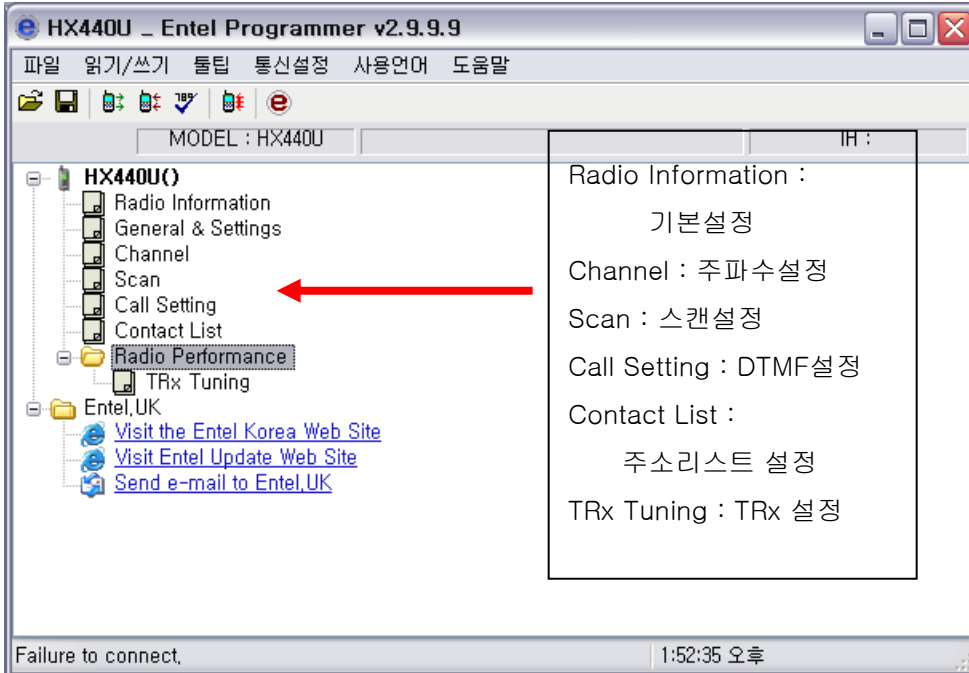 HX440U _ Entel Programmer v2.9.9.9
파일 읽기/쓰기 툴팁 통신설정 사용언어 도움말
MODEL : HX440U
IH :
HX440U()
Radio Information
General & Settings
Channel
Scan
Call Setting
Contact List
Radio Performance
TRx Tuning
Entel,UK
Visit the Entel Korea Web Site
Visit Entel Update Web Site
Send e-mail to Entel,UK
Radio Information :
기본설정
Channel : 주파수설정
Scan : 스캔설정
Call Setting : DTMF설정
Contact List :
주소리스트 설정
TRx Tuning : TRx 설정
Failure to connect,
1:52:35 오후